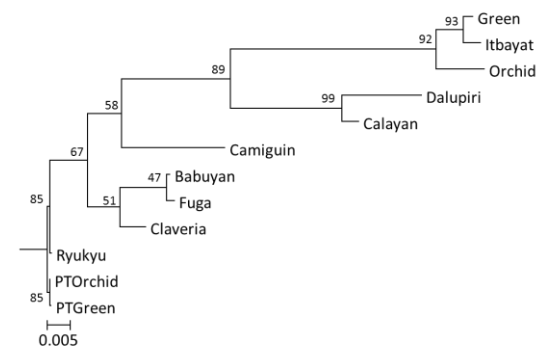 93
Green
92
Itbayat
89
Orchid
99
Dalupiri
58
Calayan
67
Camiguin
47
Babuyan
51
Fuga
85
Claveria
Ryukyu
PTOrchid
85
PTGreen
0.005